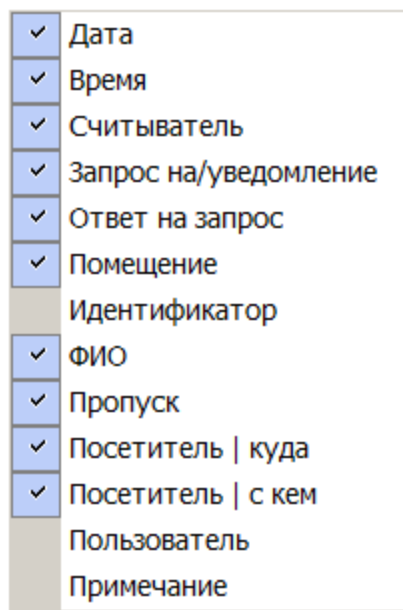 Дата
Время
Считыватель
Запрос на/уведомление
Ответ на запрос
Помещение
Идентификатор
ФИО
Пропуск
Посетитель | куда
Посетитель | с кем
Пользователь
Примечание